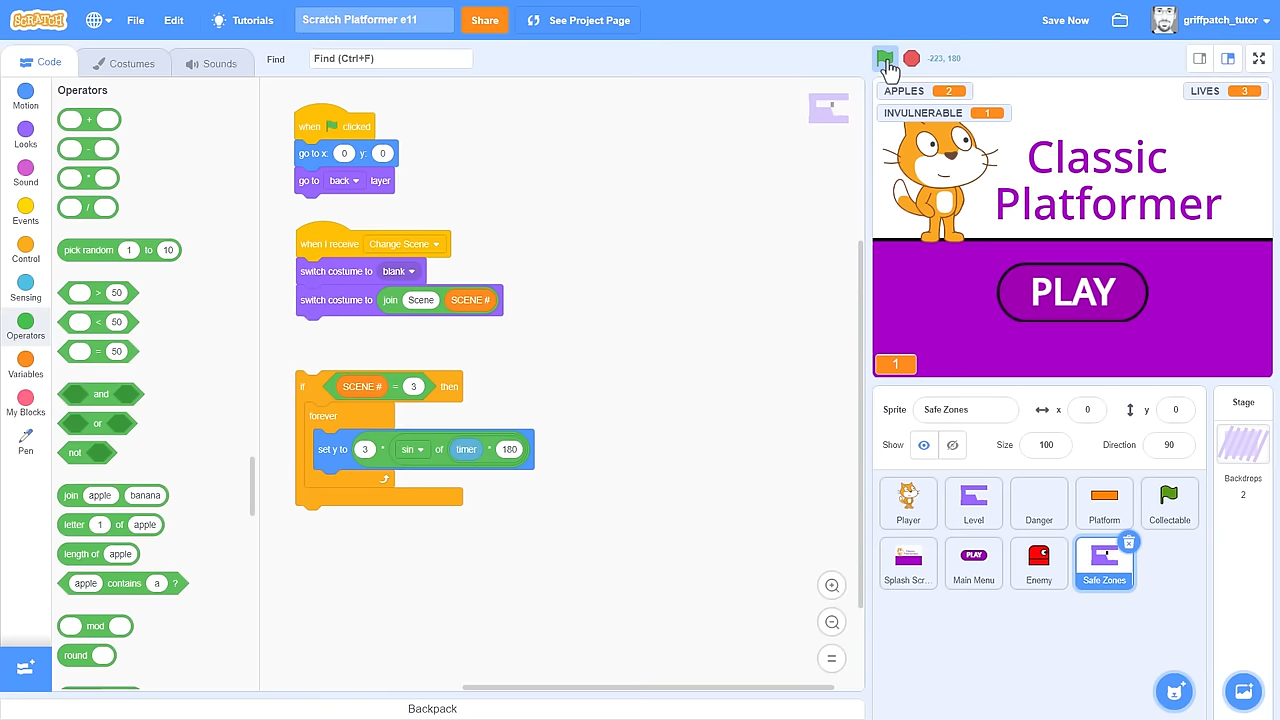 SCRATCH
File
Edit
Tutorials
Scratch Platformer e11
Share
See Project Page
Save Now
griffpatch_tutor
Code
Costumes
Sounds
Find
Find (Ctrl+F)
-223, 180
Motion
Looks
Sound
Events
Control
Sensing
Operators
Variables
My Blocks
Pen
Operators
+
-
*
/
pick random 1 to 10
> 50
< 50
= 50
and
or
not
join apple banana
letter 1 of apple
length of apple
apple contains a ?
mod
round
when clicked
go to x: 0 y: 0
go to back layer
when I receive Change Scene
switch costume to blank
switch costume to join Scene SCENE #
if SCENE # = 3 then
forever
set y to 3 * sin of timer * 180
APPLES 2
LIVES 3
INVULNERABLE 1
Classic
Platformer
PLAY
1
Sprite Safe Zones x 0 y 0
Show Size 100 Direction 90
Player
Level
Danger
Platform
Collectable
Splash Scr...
PLAY
Main Menu
Enemy
Safe Zones
Stage
Backdrops
2
Backpack